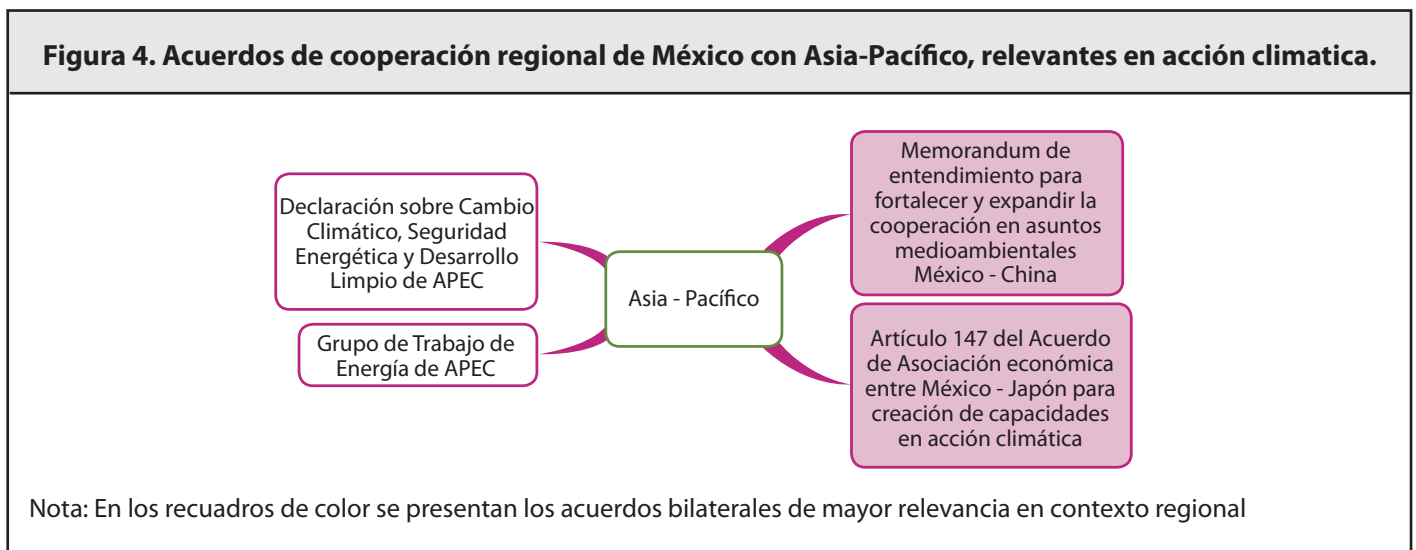 Figura 4. Acuerdos de cooperación regional de México con Asia-Pacífico, relevantes en acción climatica.
Declaración sobre Cambio
Climático, Seguridad
Energética y Desarrollo
Limpio de APEC
Grupo de Trabajo de
Energía de APEC
Asia - Pacífico
Memorandum de
entendimiento para
fortalecer y expandir la
cooperación en asuntos
medioambientales
México - China
Artículo 147 del Acuerdo
de Asociación económica
entre México - Japón para
creación de capacidades
en acción climática
Nota: En los recuadros de color se presentan los acuerdos bilaterales de mayor relevancia en contexto regional